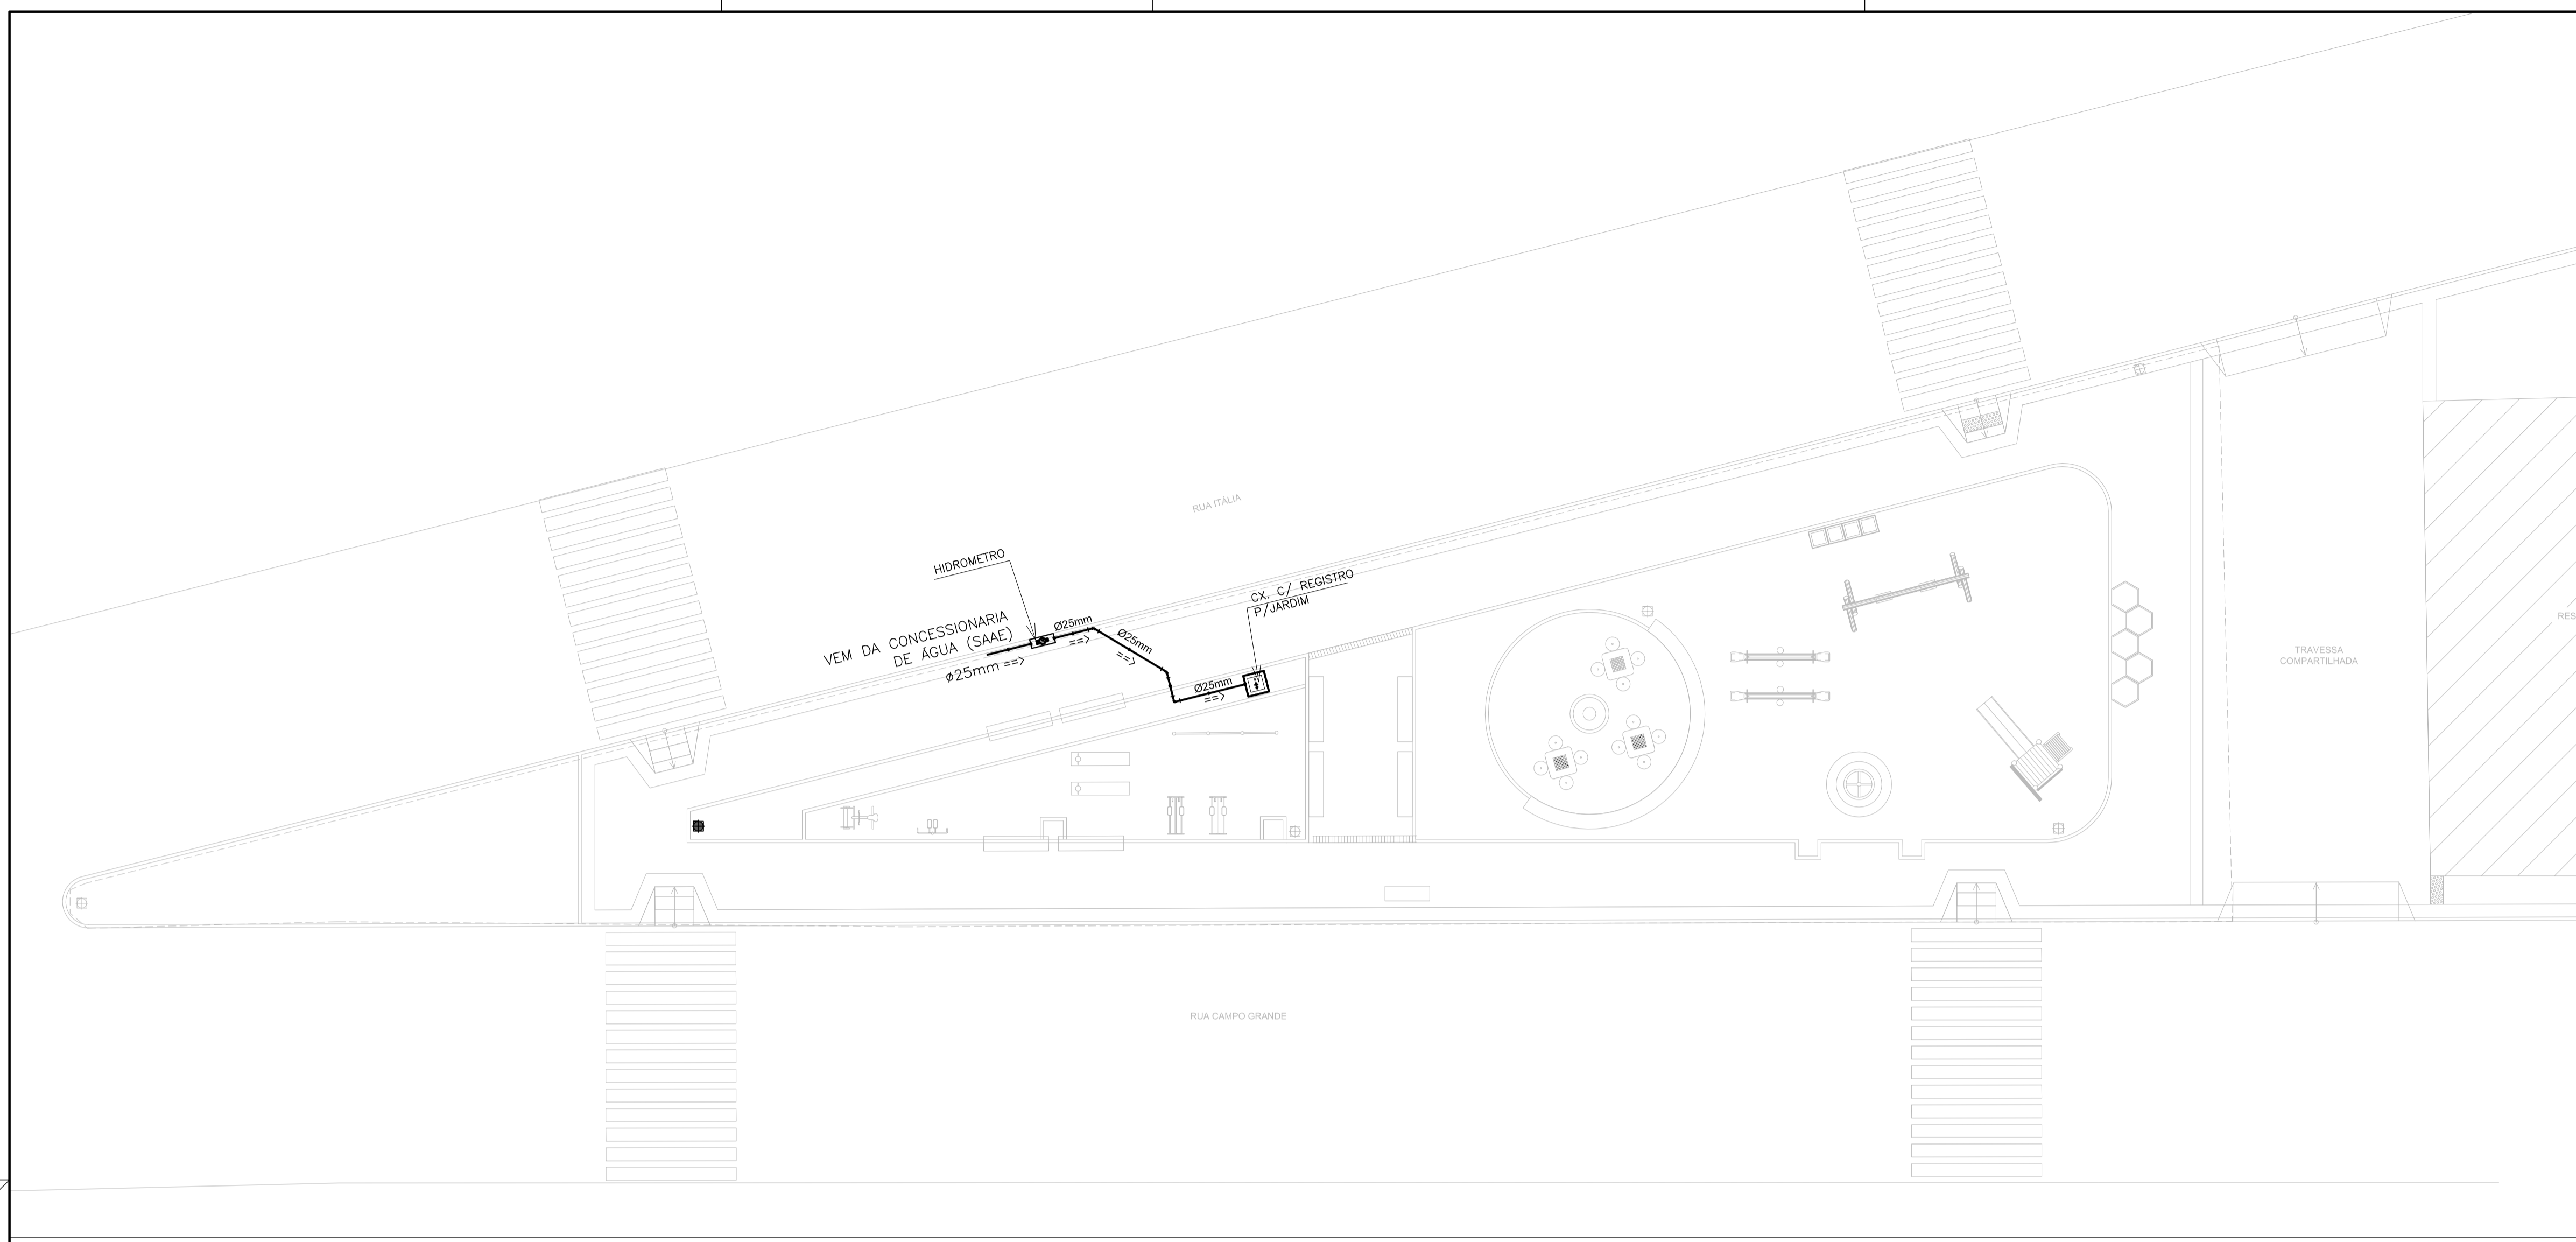 RUA ITÁLIA
HIDROMETRO
CX. C/ REGISTRO
P/JARDIM
VEM DA CONCESSIONARIA
DE ÁGUA (SAAE)
ø25mm ==>
Ø25mm
==>
Ø25mm
==>
Ø25mm
==>
RES
TRAVESSA
COMPARTILHADA
RUA CAMPO GRANDE